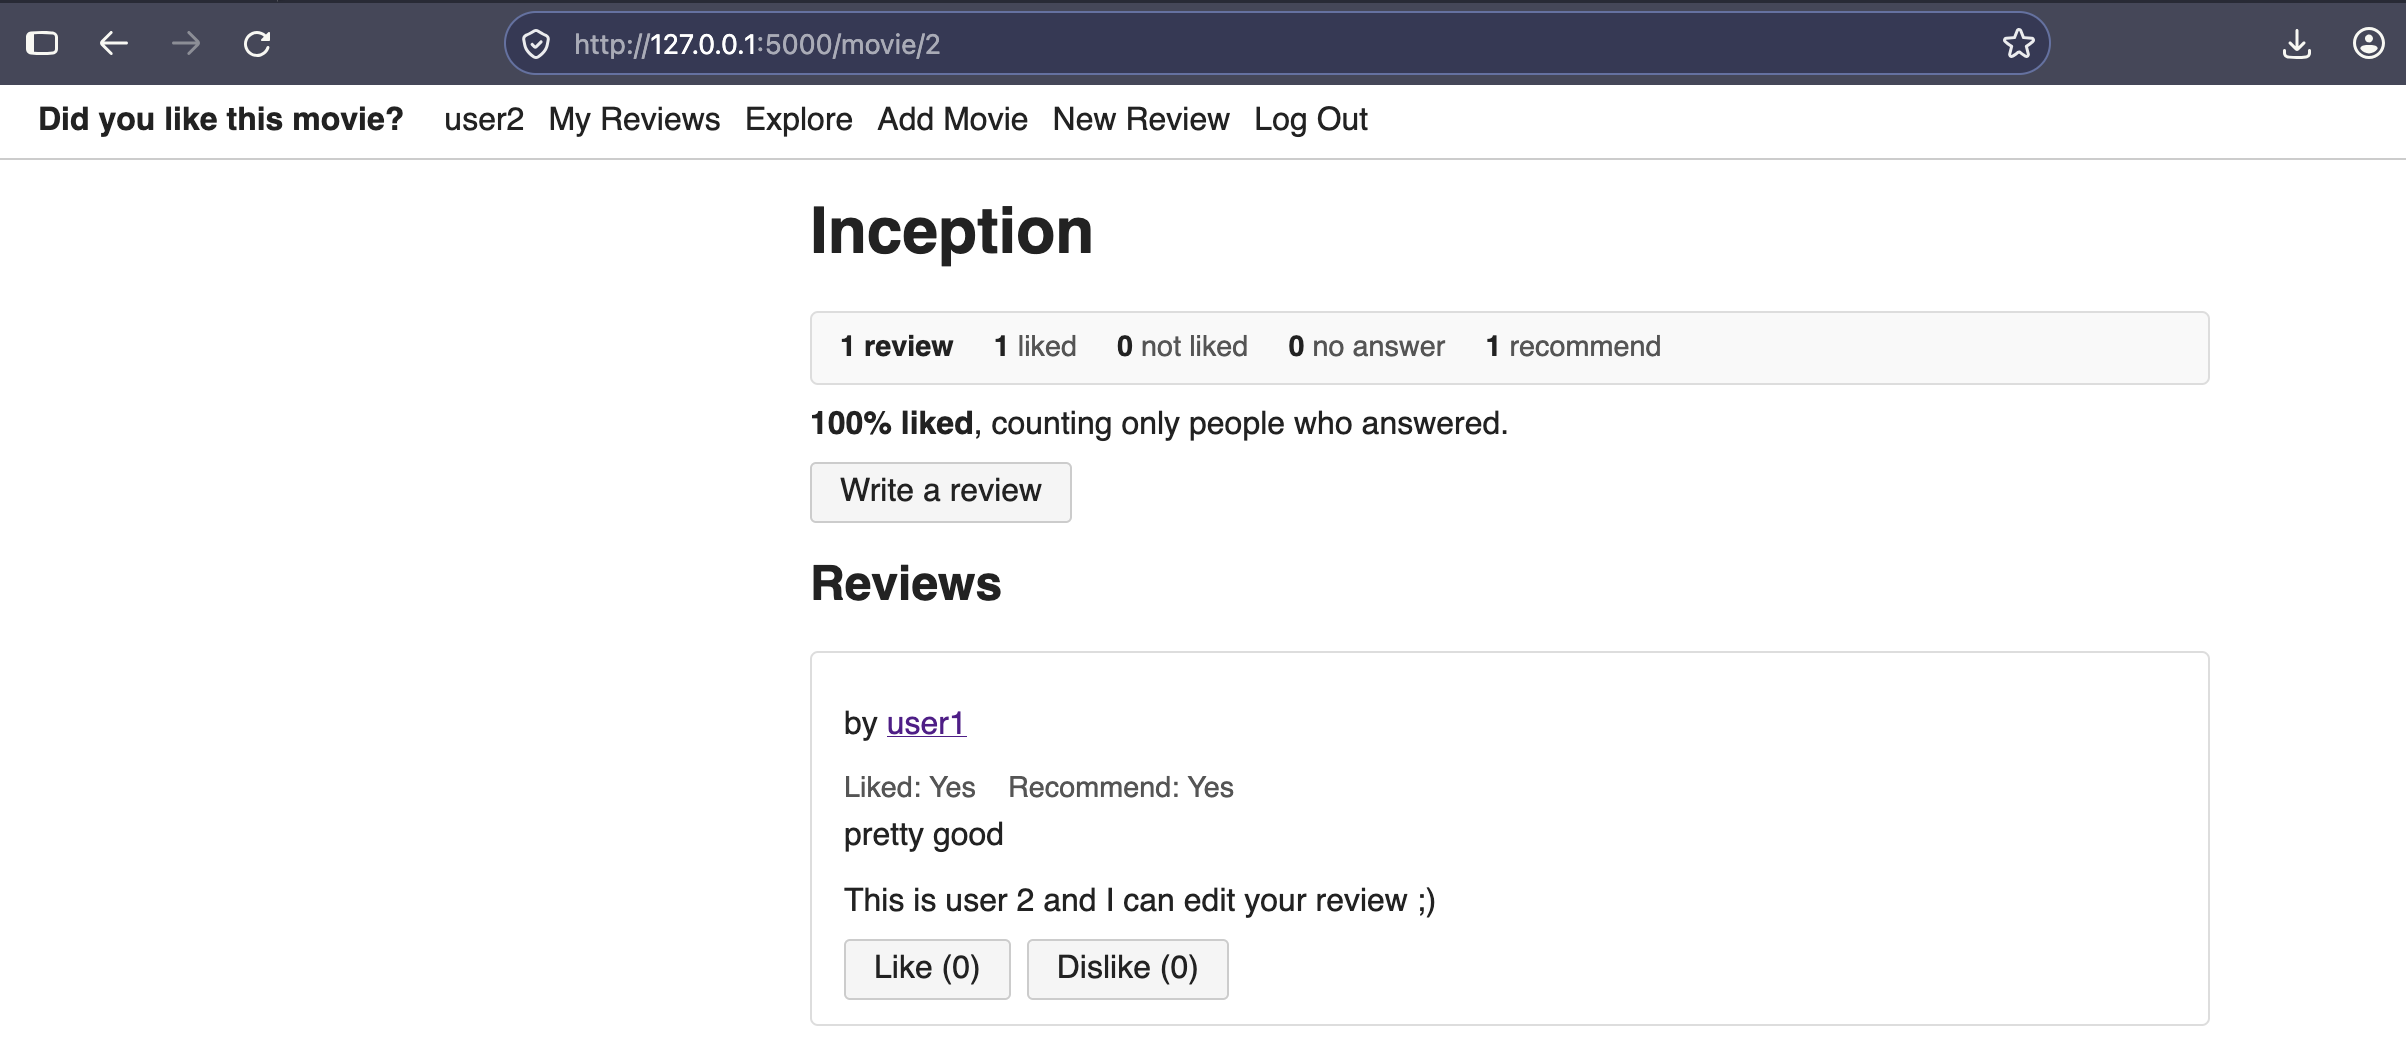 http://127.0.0.1:5000/movie/2
Did you like this movie? user2 My Reviews Explore Add Movie New Review Log Out
Inception
1 review 1 liked 0 not liked 0 no answer 1 recommend
100% liked, counting only people who answered.
Write a review
Reviews
by user1
Liked: Yes Recommend: Yes
pretty good
This is user 2 and I can edit your review ;)
Like (0) Dislike (0)